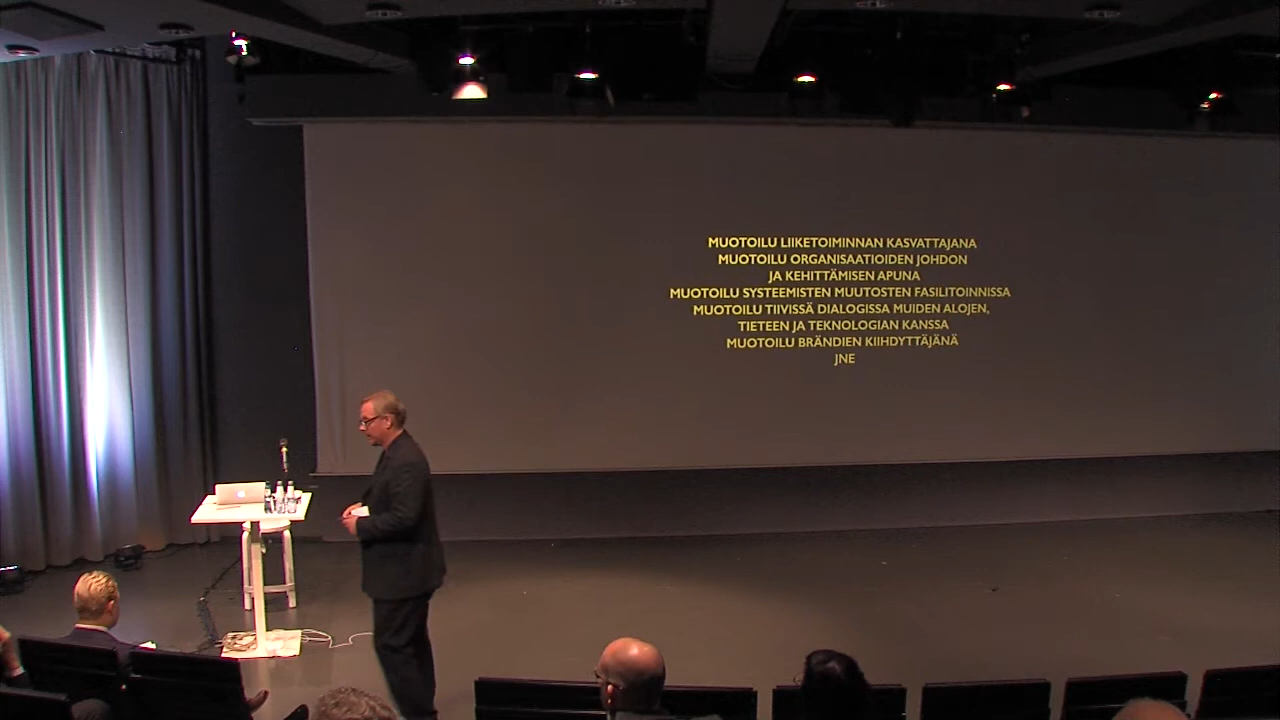 MUOTOILU LIIKETOIMINNAN KASVATTAJANA
MUOTOILU ORGANISAATIOIDEN JOHDON
JA KEHITTÄMISEN APUNA
MUOTOILU SYSTEEMISTEN MUUTOSTEN FASILITOINNISSA
MUOTOILU TIIVISSÄ DIALOGISSA MUIDEN ALOJEN,
TIETEEN JA TEKNOLOGIAN KANSSA
MUOTOILU BRÄNDIEN KIIHDYTTÄJÄNÄ
JNE